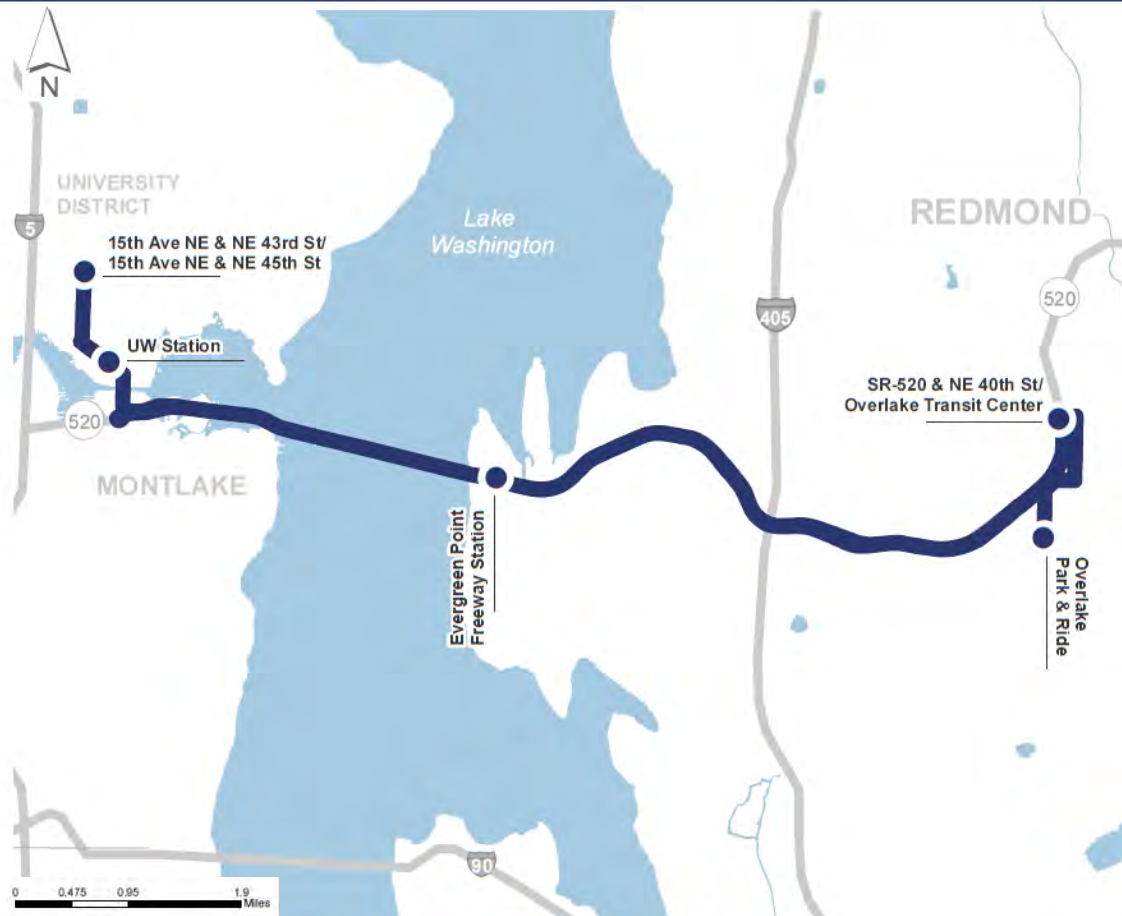 N
UNIVERSITY
DISTRICT
5
15th Ave NE & NE 43rd St/
15th Ave NE & NE 45th St
Lake
Washington
REDMOND
520
405
UW Station
SR-520 & NE 40th St/
Overlake Transit Center
520
MONTLAKE
Evergreen Point
Freeway Station
Overlake
Park & Ride
90
0 0.475 0.95 1.9
Miles